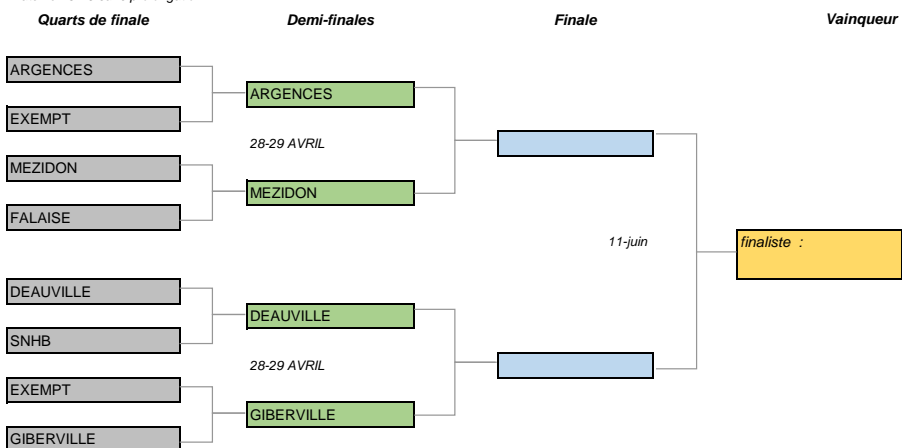 Quarts de finale Demi-finales Finale Vainqueur
ARGENCES
ARGENCES
EXEMPT
28-29 AVRIL
MEZIDON
MEZIDON
FALAISE
11-juin
finaliste :
DEAUVILLE
DEAUVILLE
SNHB
28-29 AVRIL
EXEMPT
GIBERVILLE
GIBERVILLE